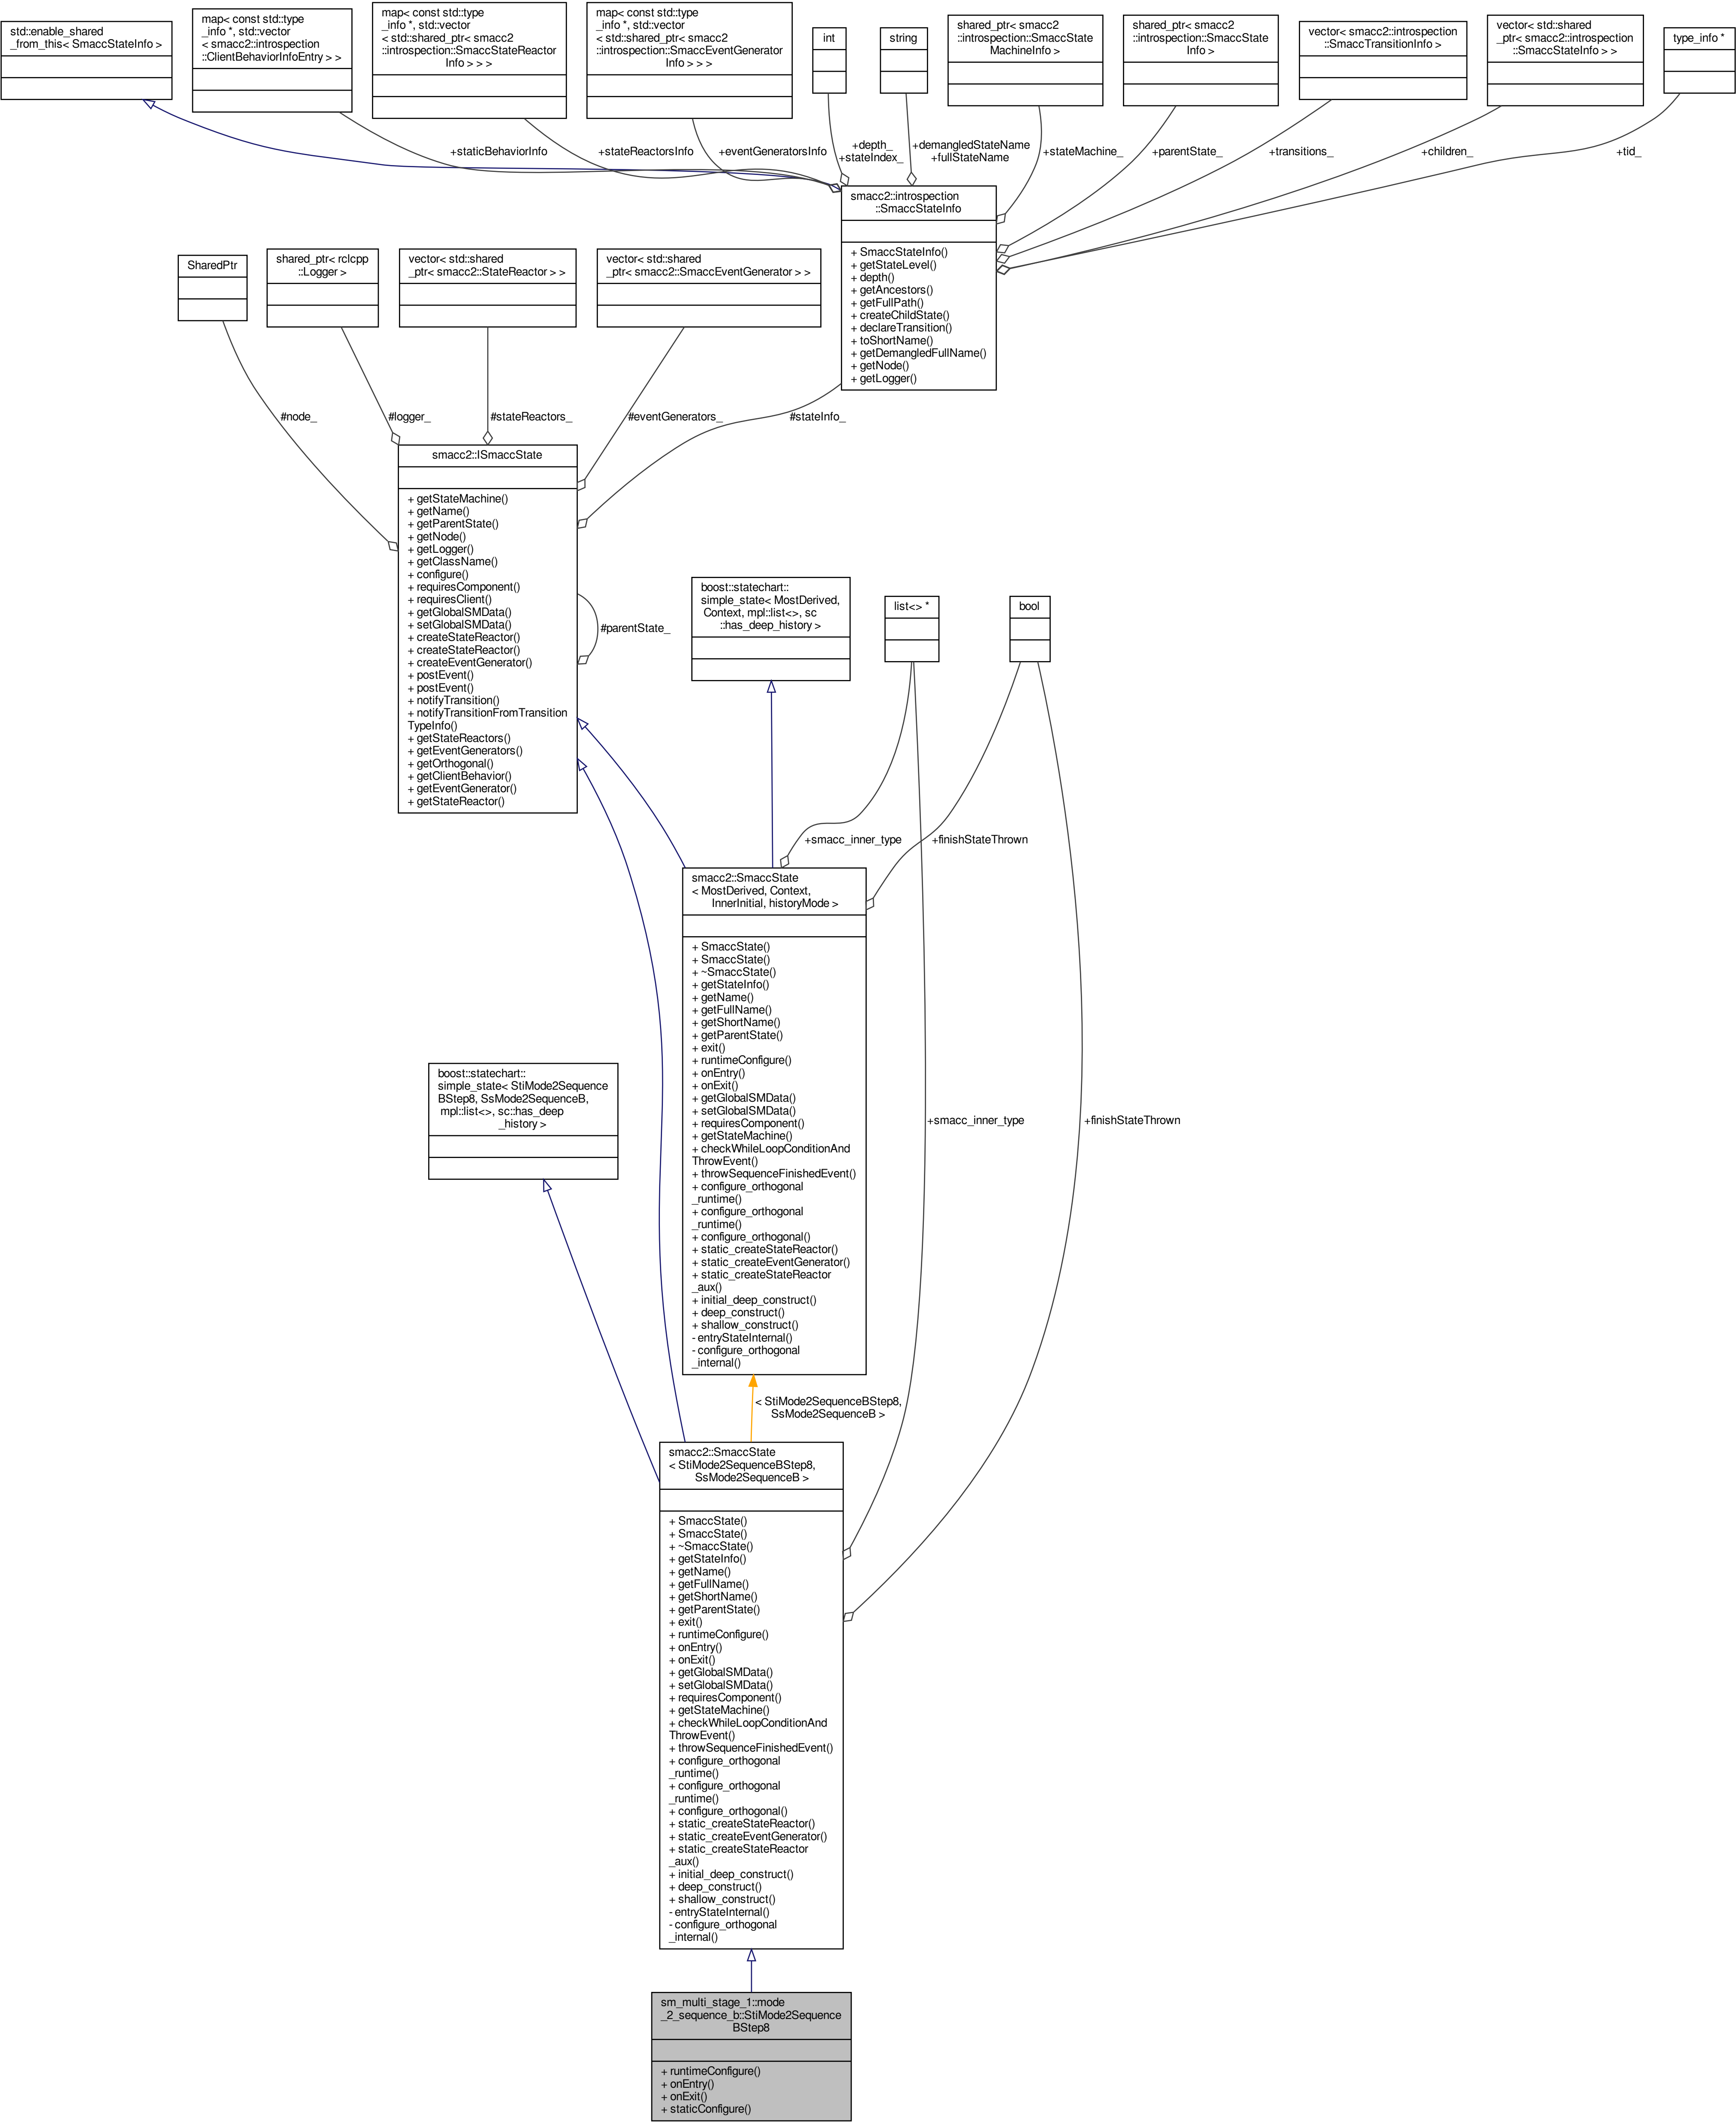 std::enable_shared
_from_this< SmaccStateInfo >
map< const std::type
_info *, std::vector
< smacc2::introspection
::ClientBehaviorInfoEntry > >
map< const std::type
_info *, std::vector
< std::shared_ptr< smacc2
::introspection::SmaccStateReactor
Info > > >
map< const std::type
_info *, std::vector
< std::shared_ptr< smacc2
::introspection::SmaccEventGenerator
Info > > >
int
string
shared_ptr< smacc2
::introspection::SmaccState
MachineInfo >
shared_ptr< smacc2
::introspection::SmaccState
Info >
vector< smacc2::introspection
::SmaccTransitionInfo >
vector< std::shared
_ptr< smacc2::introspection
::SmaccStateInfo > >
type_info *
+staticBehaviorInfo
+stateReactorsInfo
+eventGeneratorsInfo
+depth_
+stateIndex_
+demangledStateName
+fullStateName
+stateMachine_
+parentState_
+transitions_
+children_
+tid_
smacc2::introspection
::SmaccStateInfo
+ SmaccStateInfo()
+ getStateLevel()
+ depth()
+ getAncestors()
+ getFullPath()
+ createChildState()
+ declareTransition()
+ toShortName()
+ getDemangledFullName()
+ getNode()
+ getLogger()
SharedPtr
shared_ptr< rclcpp
::Logger >
vector< std::shared
_ptr< smacc2::StateReactor > >
vector< std::shared
_ptr< smacc2::SmaccEventGenerator > >
#node_
#logger_
#stateReactors_
#eventGenerators_
#stateInfo_
smacc2::ISmaccState
+ getStateMachine()
+ getName()
+ getParentState()
+ getNode()
+ getLogger()
+ getClassName()
+ configure()
+ requiresComponent()
+ requiresClient()
+ getGlobalSMData()
+ setGlobalSMData()
+ createStateReactor()
+ createStateReactor()
+ createEventGenerator()
+ postEvent()
+ postEvent()
+ notifyTransition()
+ notifyTransitionFromTransition
TypeInfo()
+ getStateReactors()
+ getEventGenerators()
+ getOrthogonal()
+ getClientBehavior()
+ getEventGenerator()
+ getStateReactor()
#parentState_
boost::statechart::
simple_state< MostDerived,
Context, mpl::list<>, sc
::has_deep_history >
list<> *
bool
+smacc_inner_type
+finishStateThrown
smacc2::SmaccState
< MostDerived, Context,
InnerInitial, historyMode >
+ SmaccState()
+ SmaccState()
+ ~SmaccState()
+ getStateInfo()
+ getName()
+ getFullName()
+ getShortName()
+ getParentState()
+ exit()
+ runtimeConfigure()
+ onEntry()
+ onExit()
+ getGlobalSMData()
+ setGlobalSMData()
+ requiresComponent()
+ getStateMachine()
+ checkWhileLoopConditionAnd
ThrowEvent()
+ throwSequenceFinishedEvent()
+ configure_orthogonal
_runtime()
+ configure_orthogonal
_runtime()
+ configure_orthogonal()
+ static_createStateReactor()
+ static_createEventGenerator()
+ static_createStateReactor
_aux()
+ initial_deep_construct()
+ deep_construct()
+ shallow_construct()
- entryStateInternal()
- configure_orthogonal
_internal()
boost::statechart::
simple_state< StiMode2Sequence
BStep8, SsMode2SequenceB,
mpl::list<>, sc::has_deep
_history >
+smacc_inner_type
+finishStateThrown
< StiMode2SequenceBStep8,
SsMode2SequenceB >
smacc2::SmaccState
< StiMode2SequenceBStep8,
SsMode2SequenceB >
+ SmaccState()
+ SmaccState()
+ ~SmaccState()
+ getStateInfo()
+ getName()
+ getFullName()
+ getShortName()
+ getParentState()
+ exit()
+ runtimeConfigure()
+ onEntry()
+ onExit()
+ getGlobalSMData()
+ setGlobalSMData()
+ requiresComponent()
+ getStateMachine()
+ checkWhileLoopConditionAnd
ThrowEvent()
+ throwSequenceFinishedEvent()
+ configure_orthogonal
_runtime()
+ configure_orthogonal
_runtime()
+ configure_orthogonal()
+ static_createStateReactor()
+ static_createEventGenerator()
+ static_createStateReactor
_aux()
+ initial_deep_construct()
+ deep_construct()
+ shallow_construct()
- entryStateInternal()
- configure_orthogonal
_internal()
sm_multi_stage_1::mode
_2_sequence_b::StiMode2Sequence
BStep8
+ runtimeConfigure()
+ onEntry()
+ onExit()
+ staticConfigure()